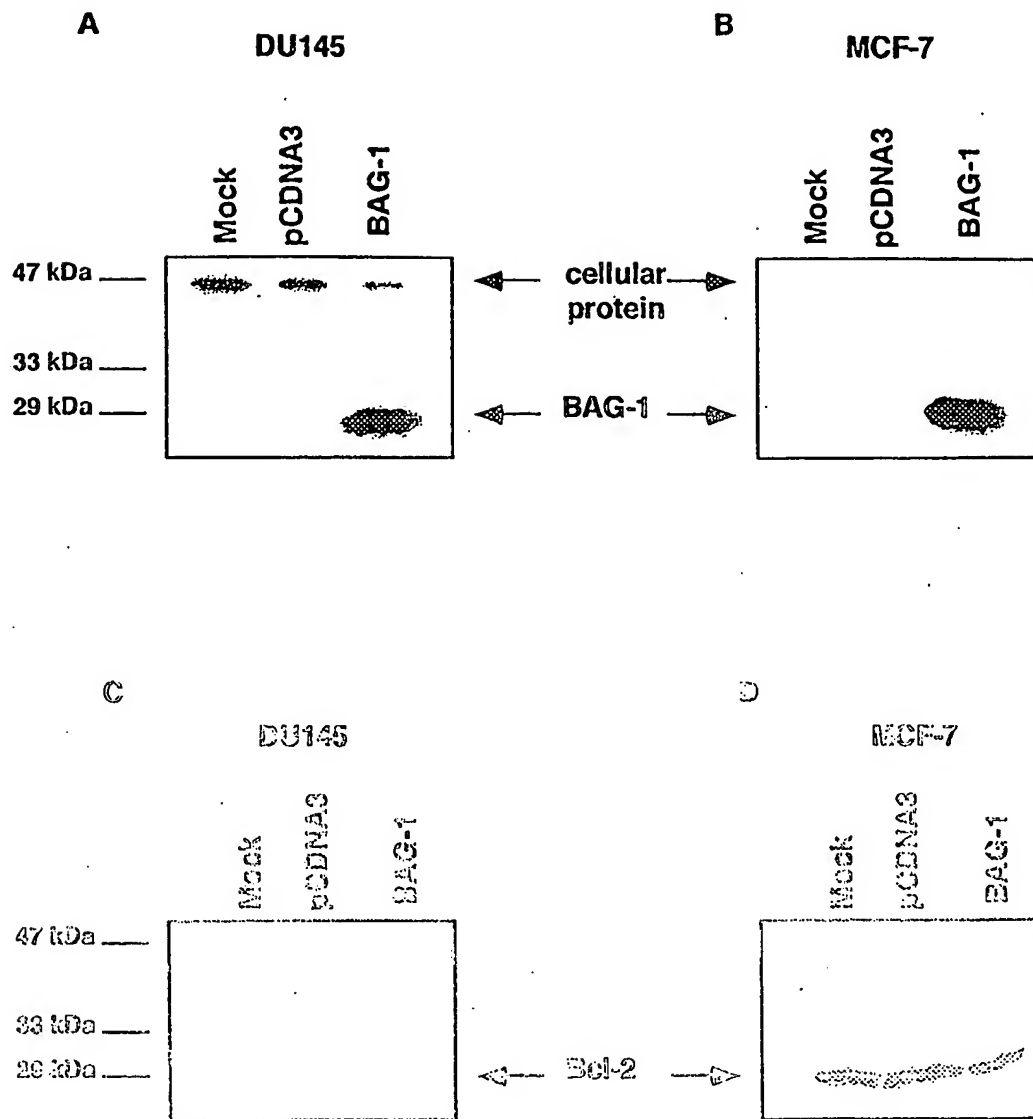 A
DU145
B
MCF-7
Mock
pCDNA3
BAG-1
Mock
pCDNA3
BAG-1
47 kDa
cellular
protein
33 kDa
29 kDa
BAG-1
C
DU145
D
MCF-7
Mock
pCDNA3
BAG-1
Mock
pCDNA3
BAG-1
47 kDa
33 kDa
29 kDa
Bcl-2